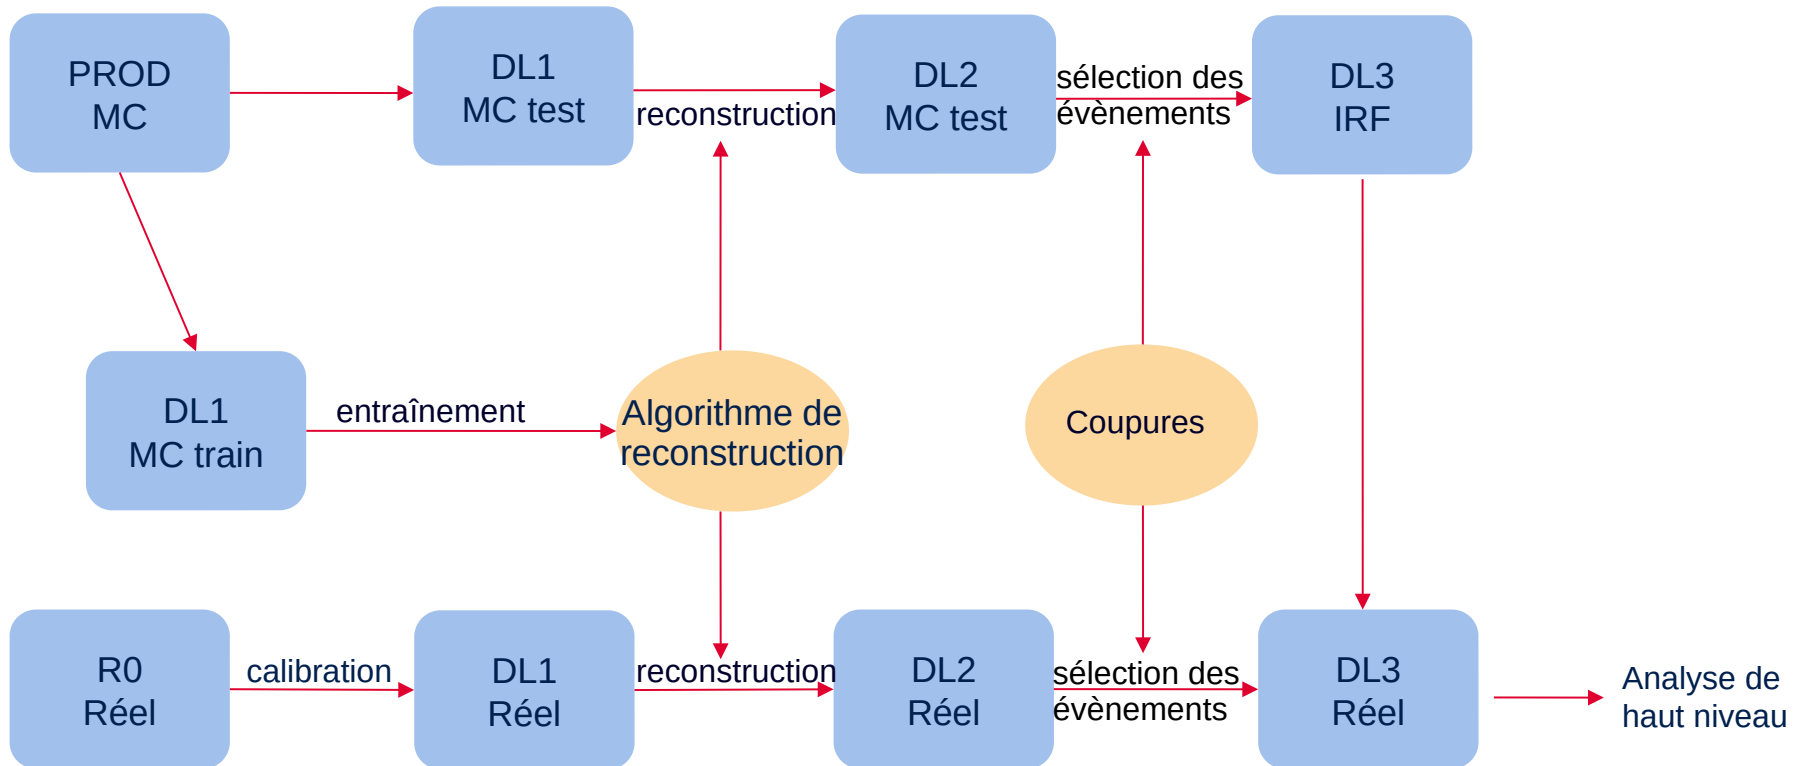 PROD
MC
DL1
MC test
reconstruction
DL2
MC test
sélection des
évènements
DL3
IRF
DL1
MC train
entraînement
Algorithme de
reconstruction
Coupures
R0
Réel
calibration
DL1
Réel
reconstruction
DL2
Réel
sélection des
évènements
DL3
Réel
Analyse de
haut niveau